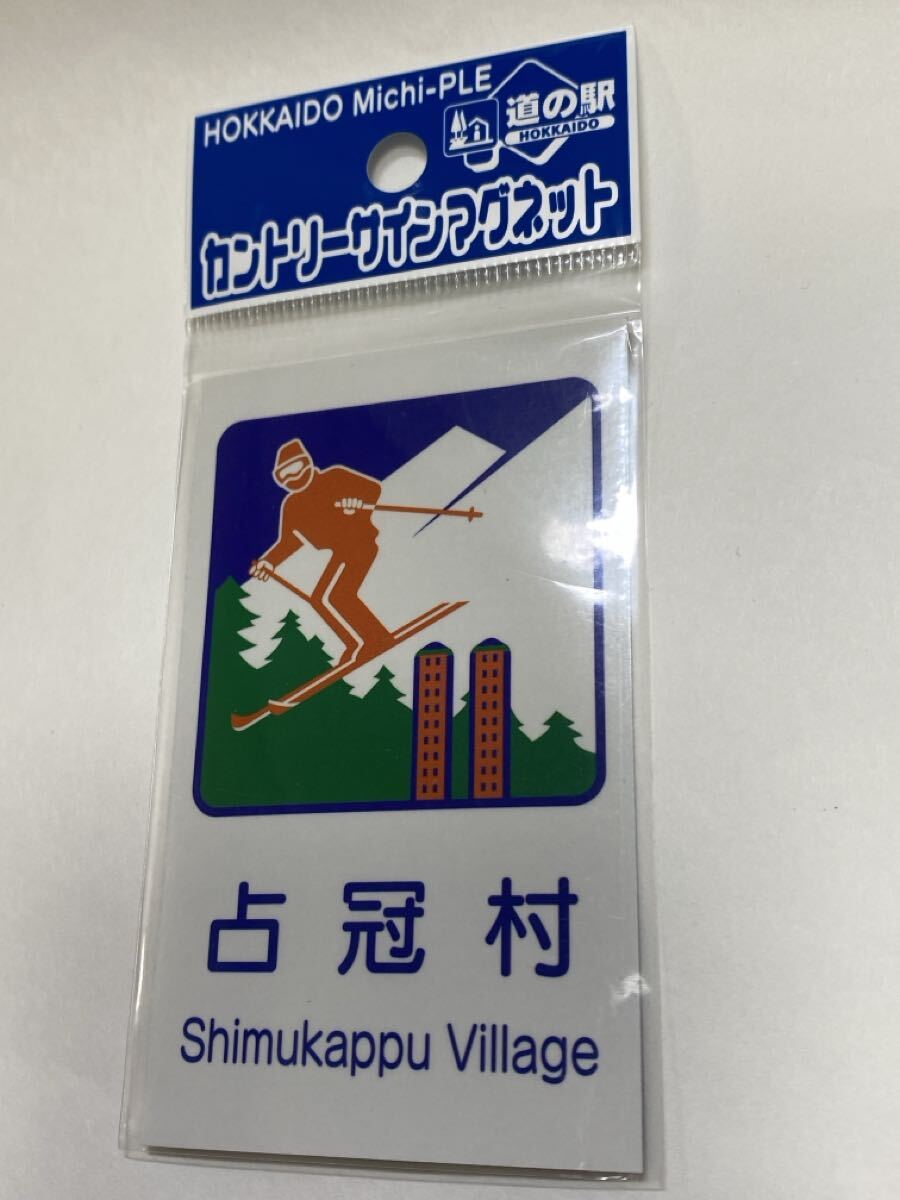 HOKKAIDO Michi-PLE
道の駅
HOKKAIDO
カントリーサインマグネット
占冠村
Shimukappu Village